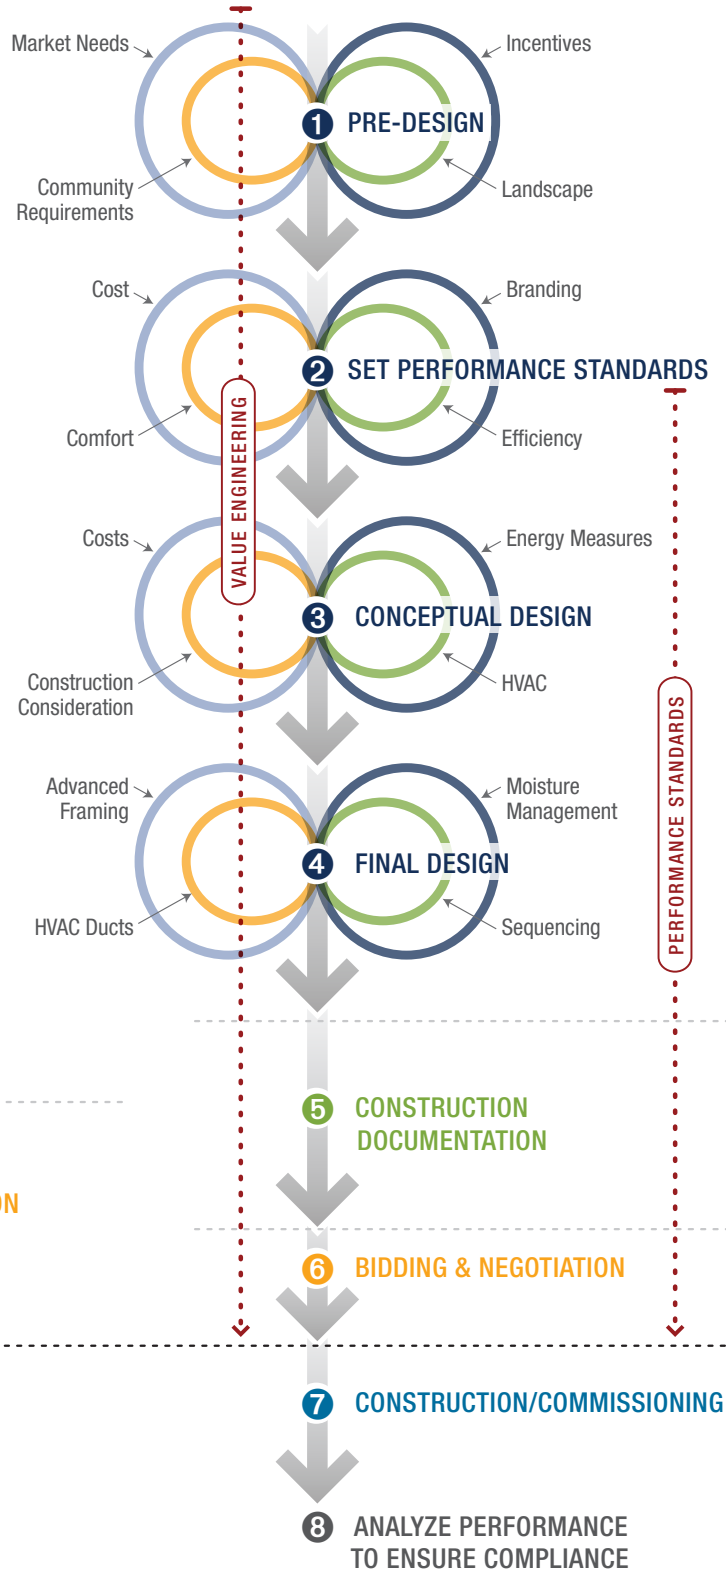 Market Needs
Incentives
1 PRE-DESIGN
Community
Requirements
Landscape
Cost
Branding
2 SET PERFORMANCE STANDARDS
Comfort
Efficiency
VALUE ENGINEERING
Costs
Energy Measures
3 CONCEPTUAL DESIGN
Construction
Consideration
HVAC
PERFORMANCE STANDARDS
Advanced
Framing
Moisture
Management
4 FINAL DESIGN
HVAC Ducts
Sequencing
5 CONSTRUCTION
DOCUMENTATION
ON
6 BIDDING & NEGOTIATION
7 CONSTRUCTION/COMMISSIONING
8 ANALYZE PERFORMANCE
TO ENSURE COMPLIANCE